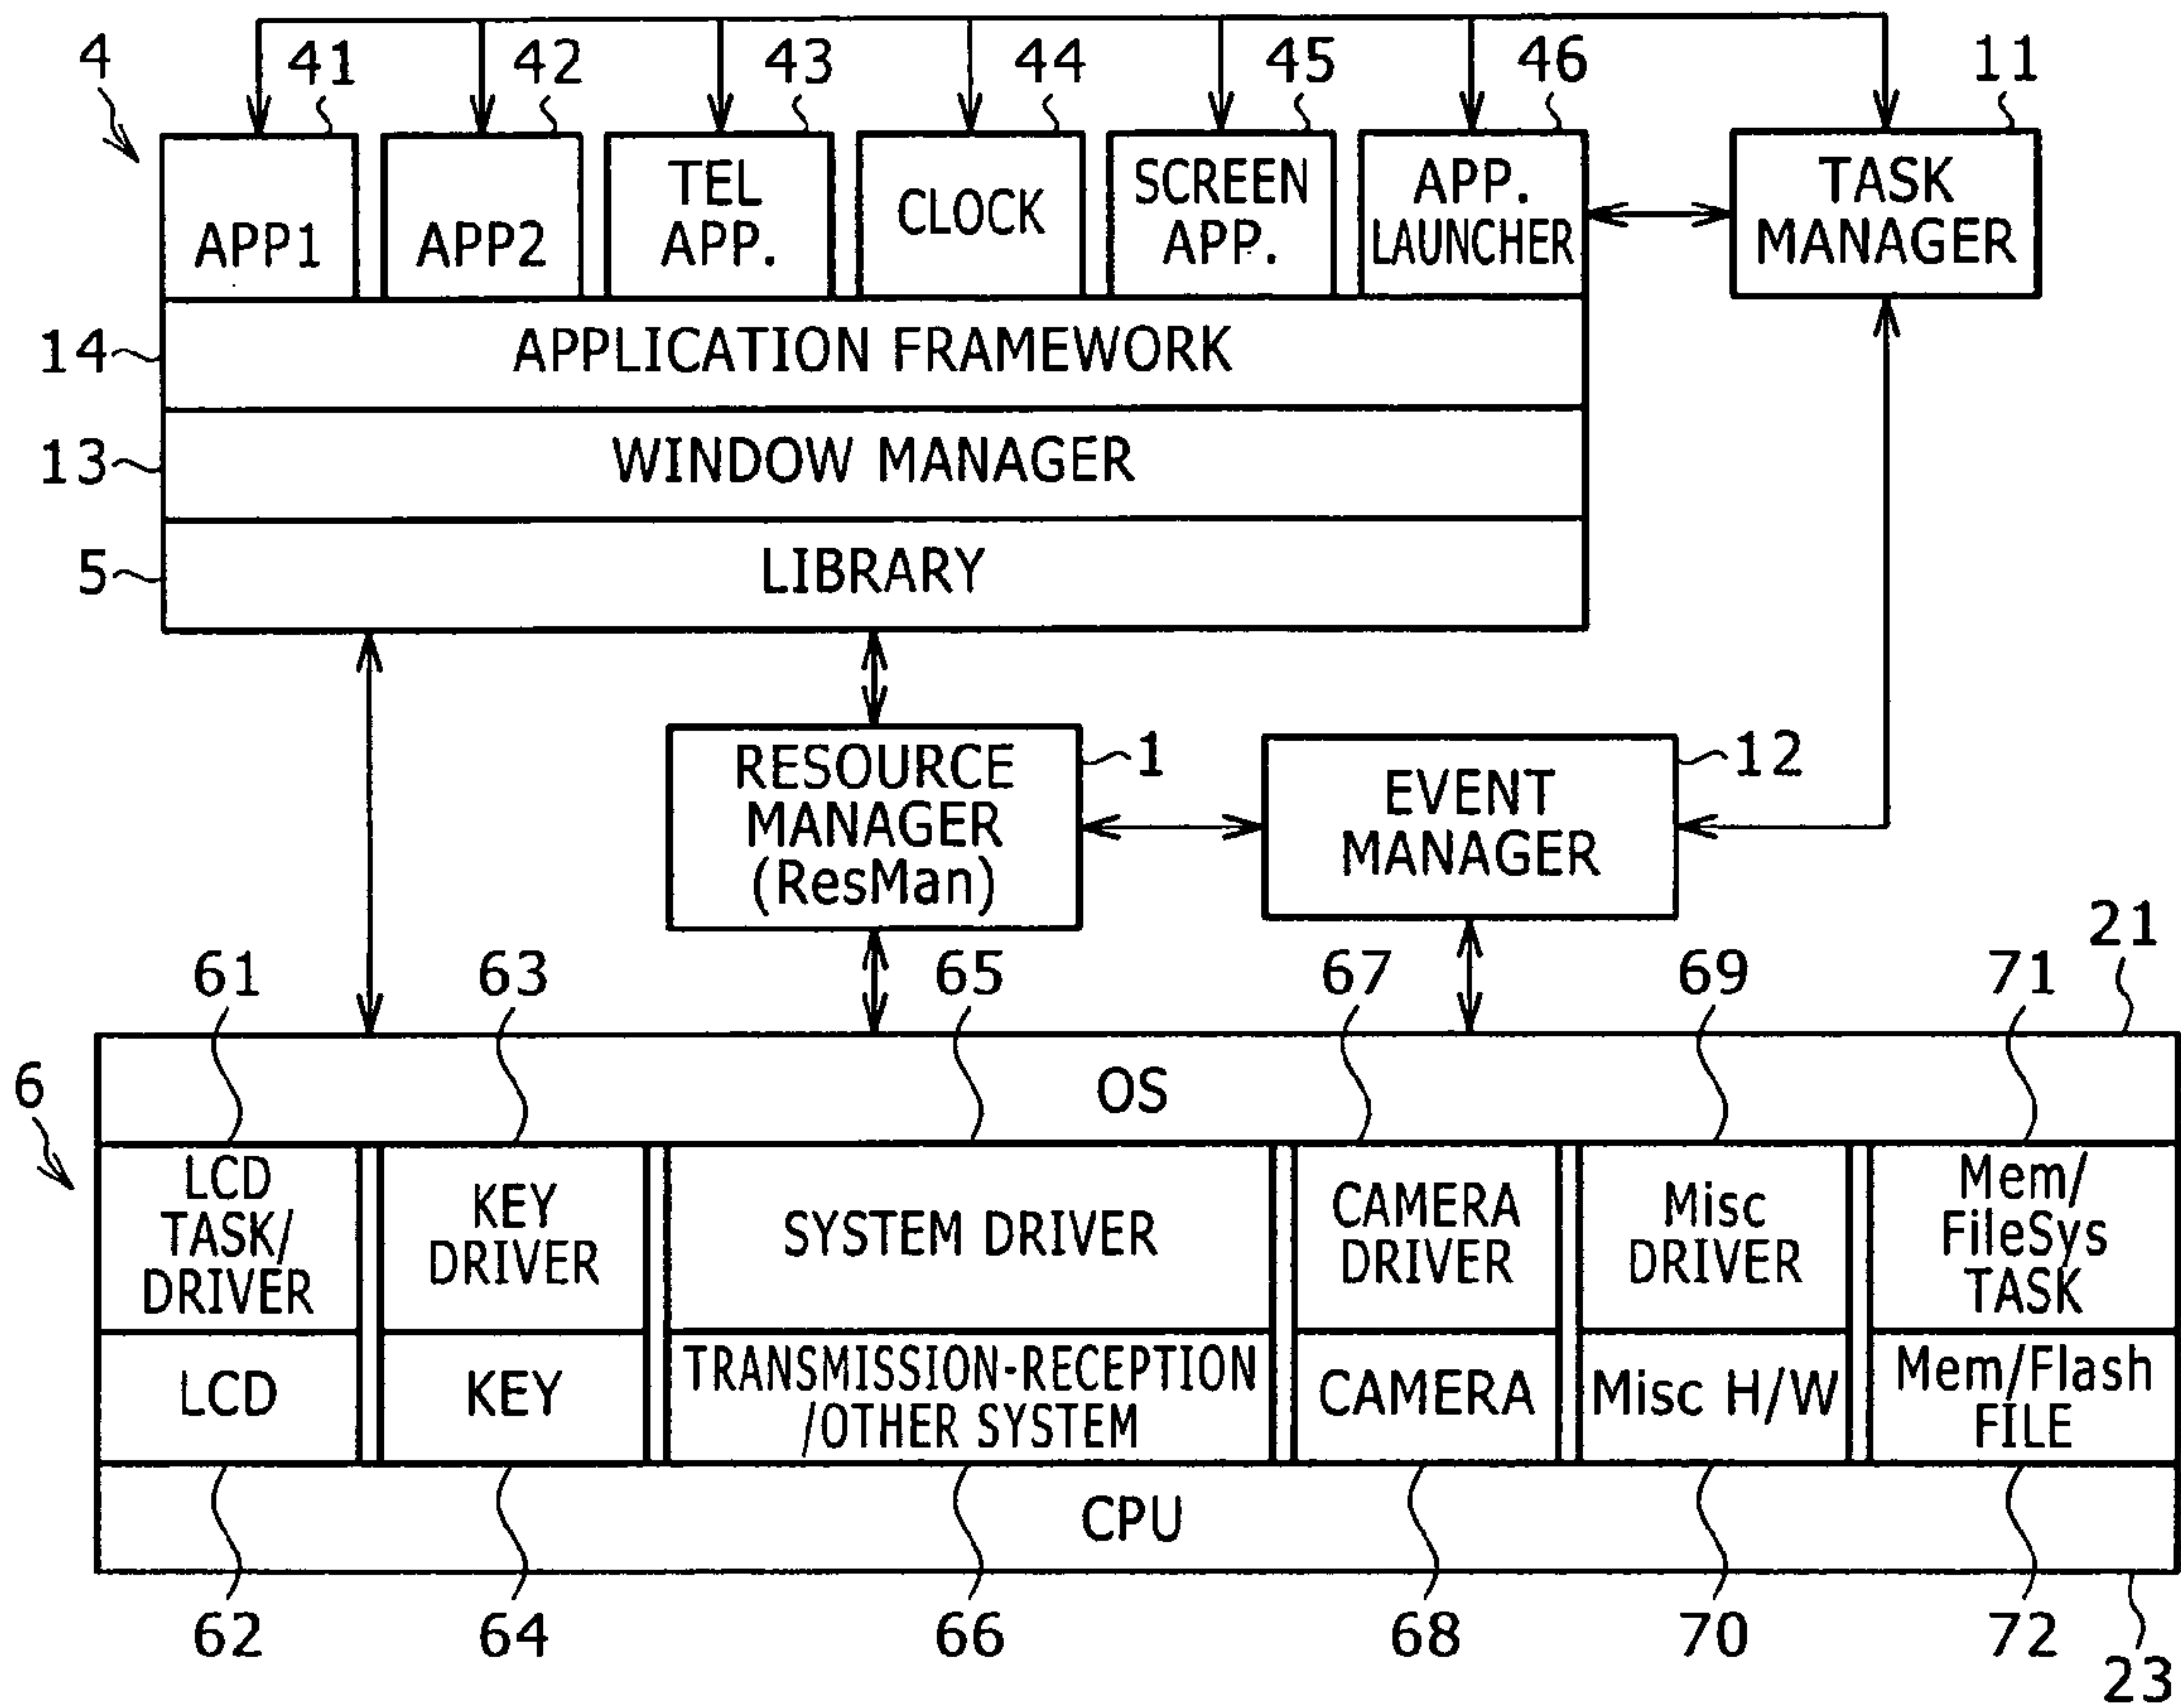 4
41
42
43
44
45
46
11
APP1
APP2
TEL
APP.
CLOCK
SCREEN
APP.
APP.
LAUNCHER
TASK
MANAGER
14
APPLICATION FRAMEWORK
13
WINDOW MANAGER
5
LIBRARY
RESOURCE
MANAGER
(ResMan)
1
EVENT
MANAGER
12
21
61
63
65
67
69
71
6
OS
LCD
TASK/
DRIVER
KEY
DRIVER
SYSTEM DRIVER
CAMERA
DRIVER
Misc
DRIVER
Mem/
FileSys
TASK
LCD
KEY
TRANSMISSION-RECEPTION
/OTHER SYSTEM
CAMERA
Misc H/W
Mem/Flash
FILE
CPU
62
64
66
68
70
72
23